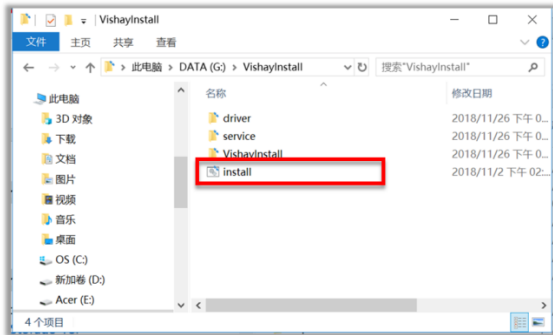 VishayInstall
文件 主页 共享 查看
此电脑 > DATA (G:) > VishayInstall 搜索"VishayInstall"
名称 修改日期
此电脑
3D 对象
下载
文档
图片
视频
音乐
桌面
OS (C:)
新加卷 (D:)
Acer (E:)
driver 2018/11/26 下午 0...
service 2018/11/26 下午 0...
VishayInstall 2018/11/26 下午 0...
install 2018/11/2 下午 02:...
4 个项目